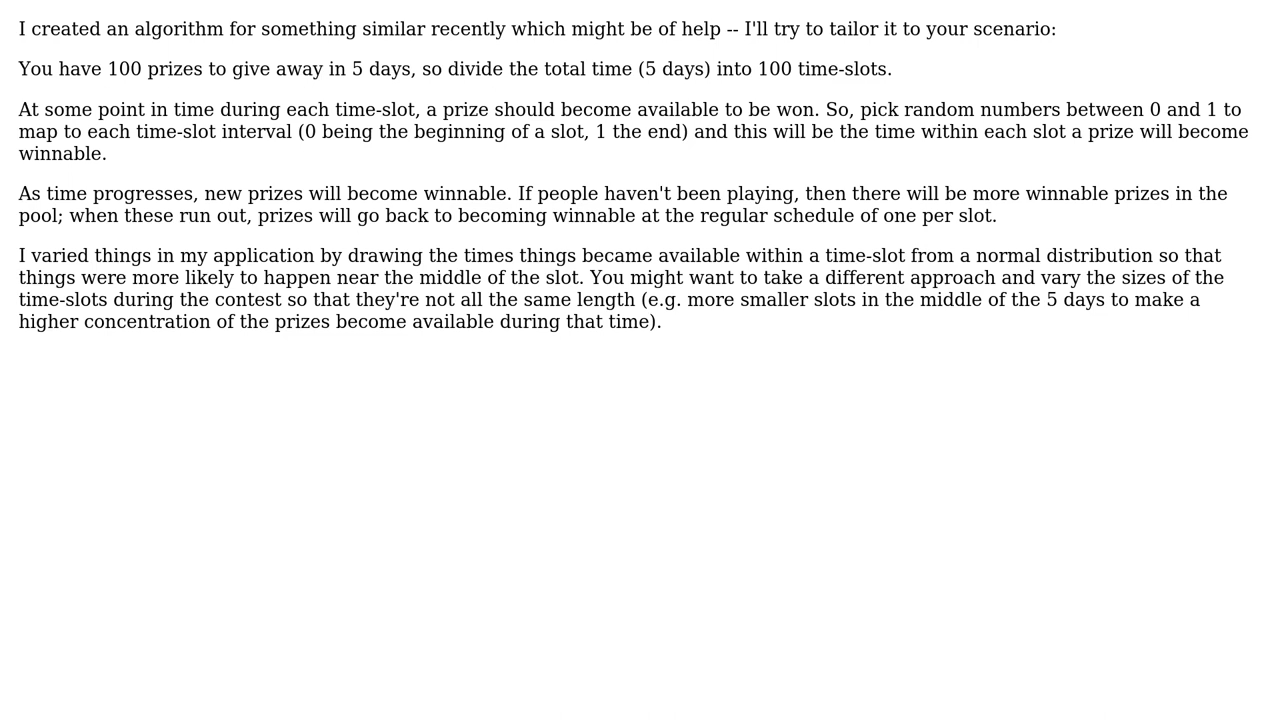 I created an algorithm for something similar recently which might be of help -- I'll try to tailor it to your scenario:
You have 100 prizes to give away in 5 days, so divide the total time (5 days) into 100 time-slots.
At some point in time during each time-slot, a prize should become available to be won. So, pick random numbers between 0 and 1 to
map to each time-slot interval (0 being the beginning of a slot, 1 the end) and this will be the time within each slot a prize will become
winnable.
As time progresses, new prizes will become winnable. If people haven't been playing, then there will be more winnable prizes in the
pool; when these run out, prizes will go back to becoming winnable at the regular schedule of one per slot.
I varied things in my application by drawing the times things became available within a time-slot from a normal distribution so that
things were more likely to happen near the middle of the slot. You might want to take a different approach and vary the sizes of the
time-slots during the contest so that they're not all the same length (e.g. more smaller slots in the middle of the 5 days to make a
higher concentration of the prizes become available during that time).